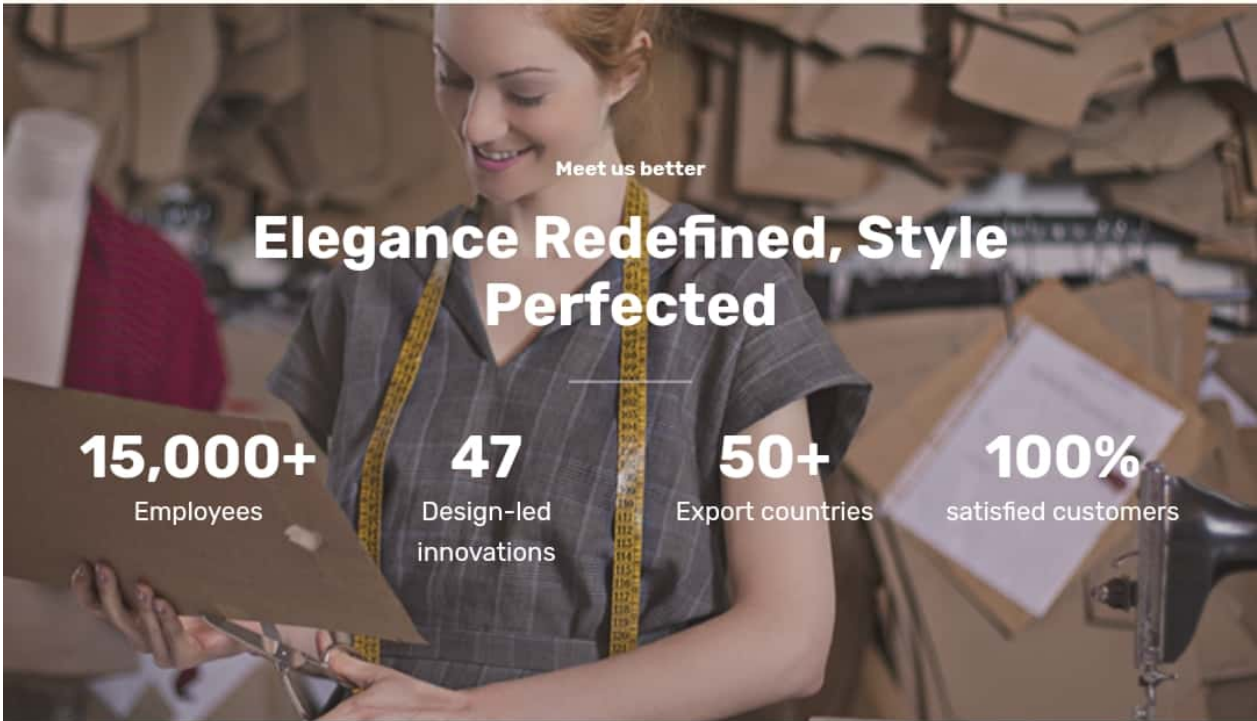 Meet us better
Elegance Redefined, Style
Perfected
15,000+
47
50+
100%
Employees
Design-led
innovations
Export countries
satisfied customers